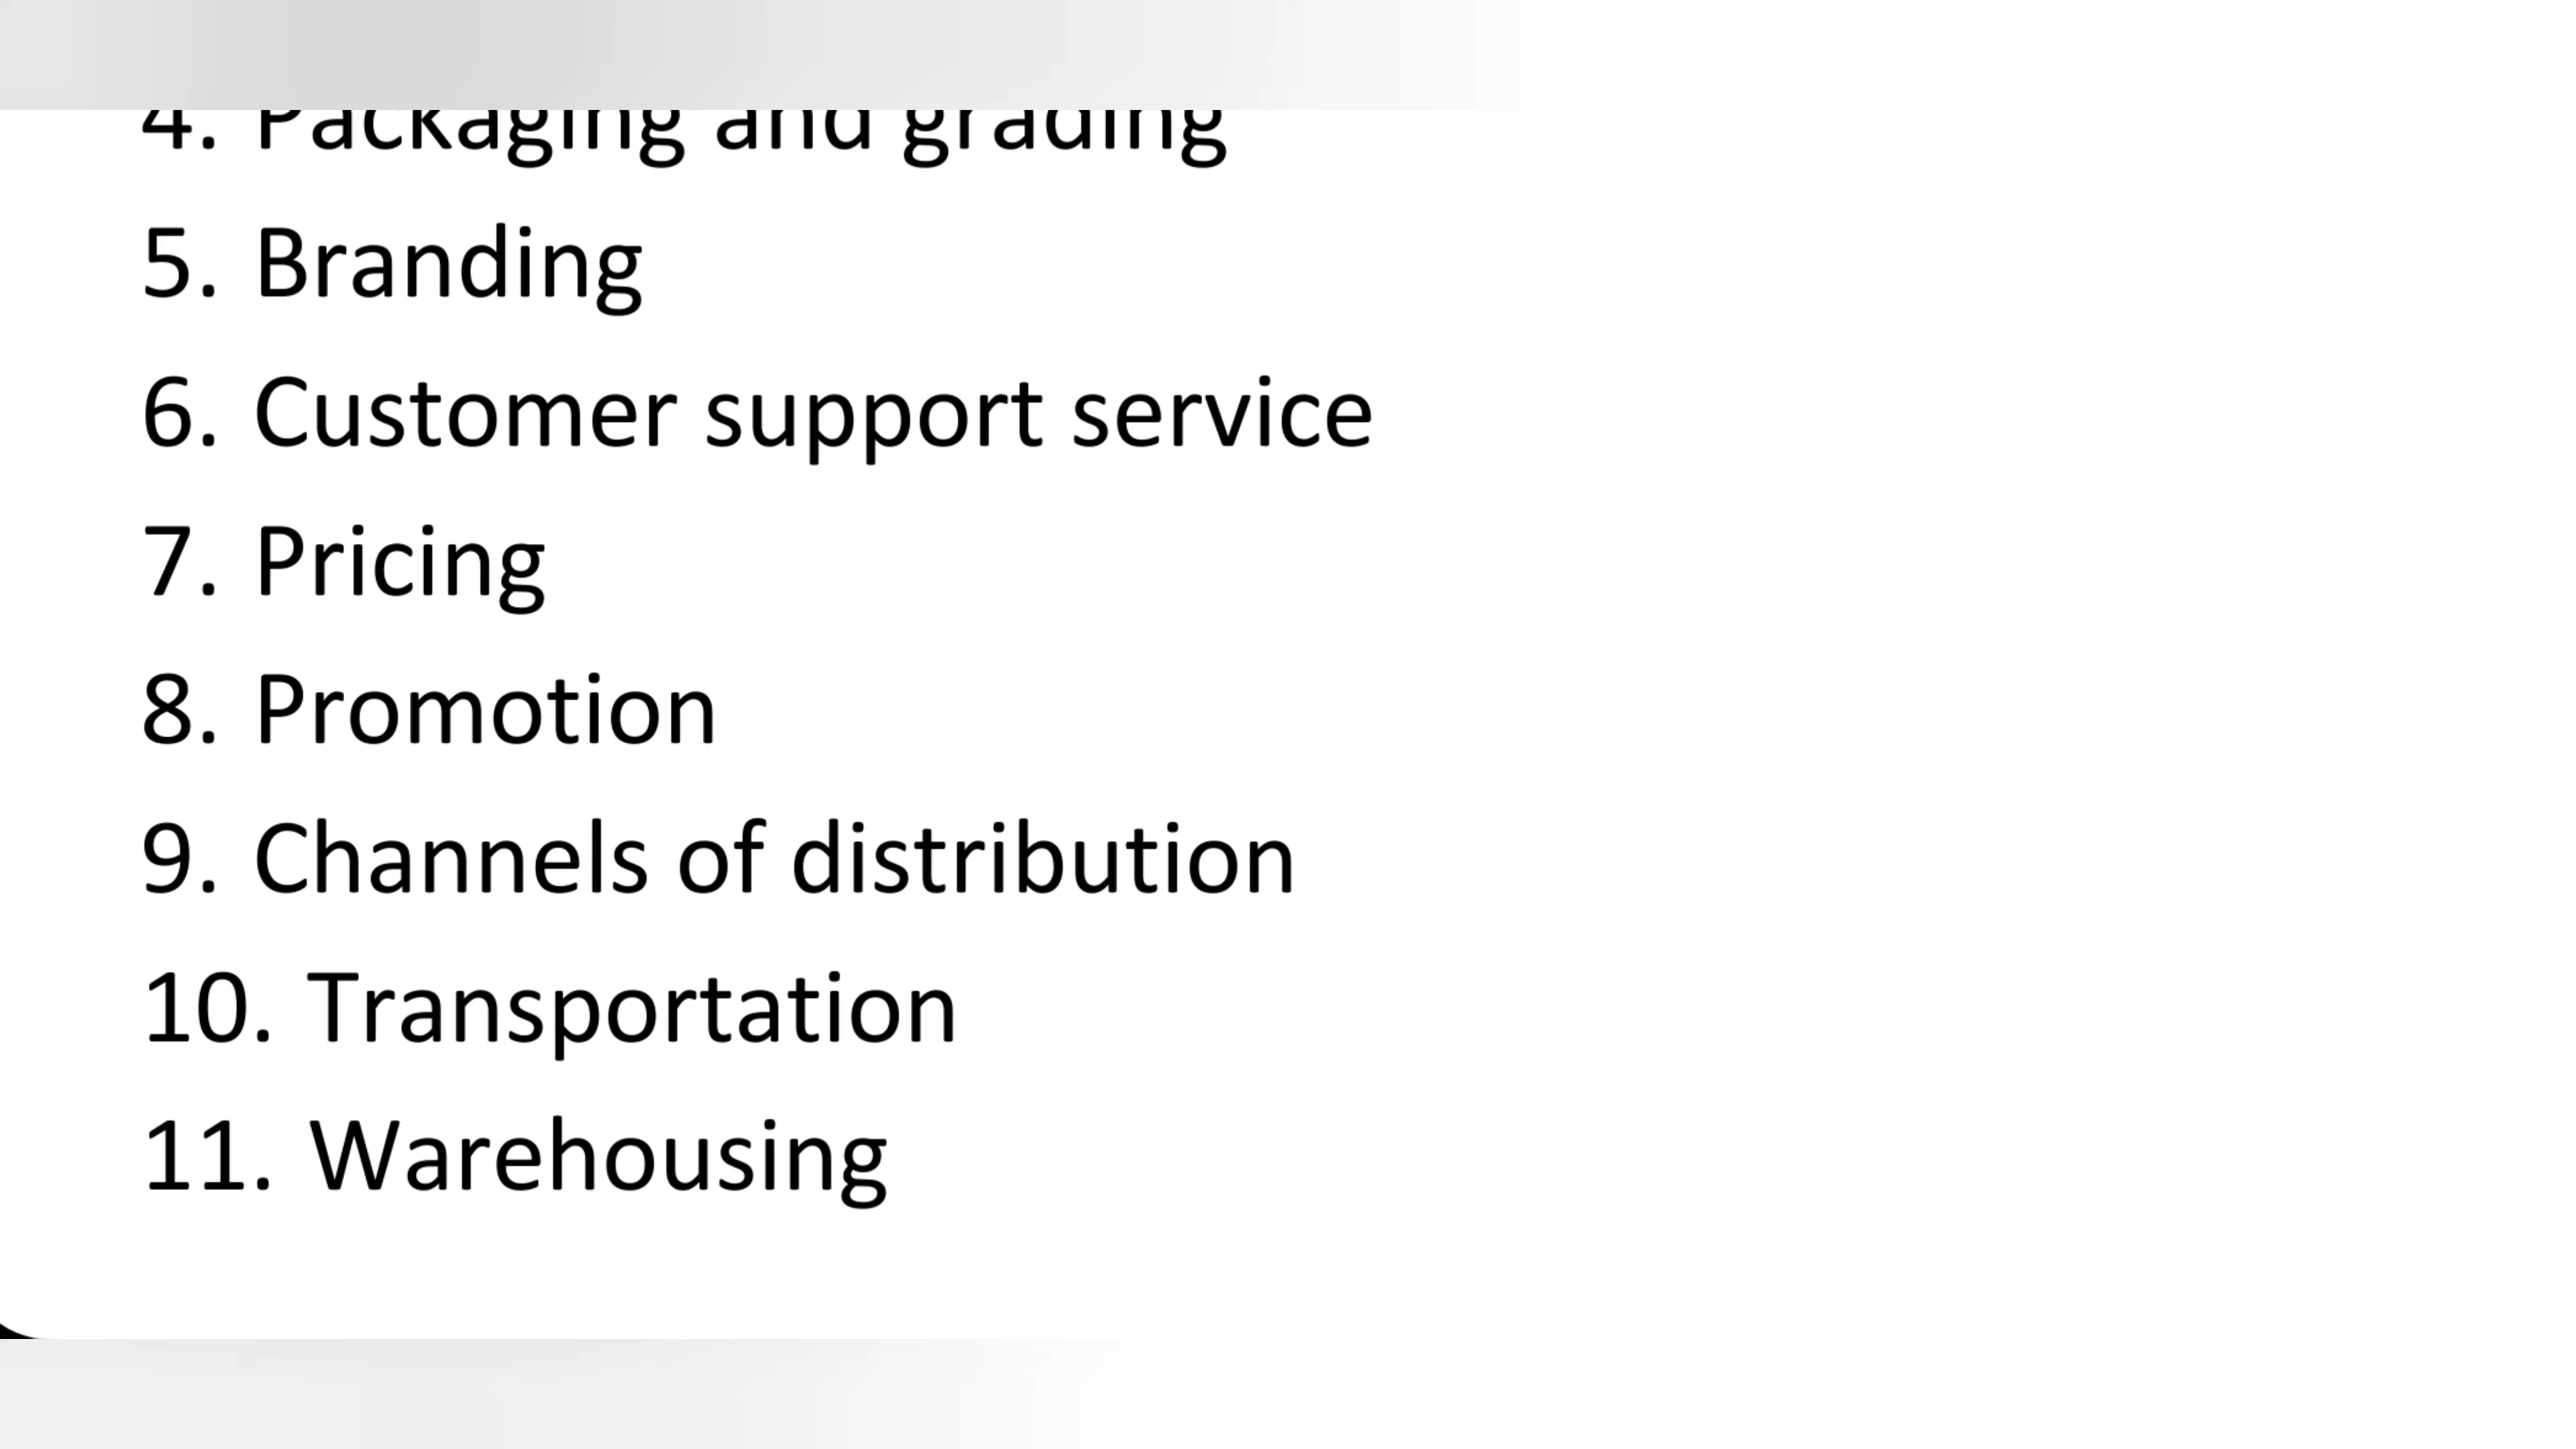 4. Packaging and grading
5. Branding
6. Customer support service
7. Pricing
8. Promotion
9. Channels of distribution
10. Transportation
11. Warehousing